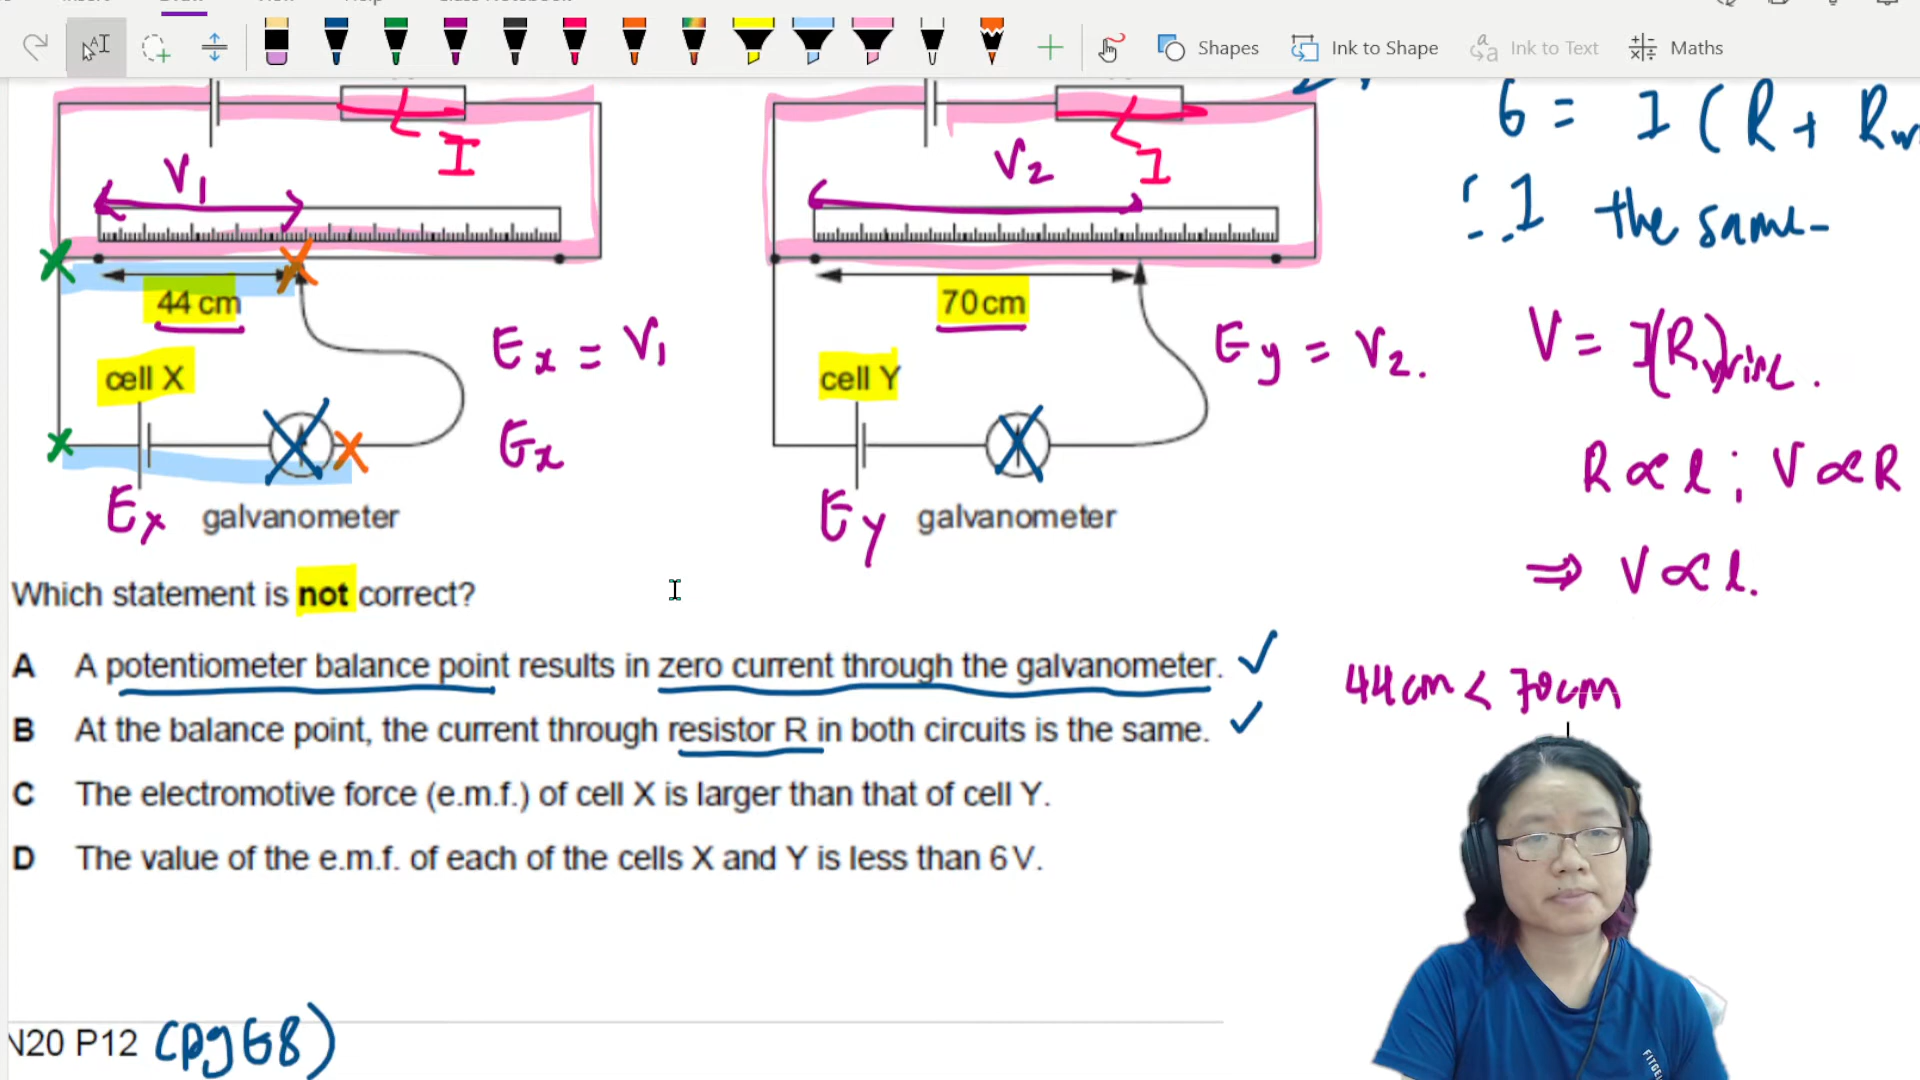 Shapes
Ink to Shape
Ink to Text
Maths
I
I
V1
V2
6 = I (R + Rw
∴ I the same
44 cm
70 cm
cell X
cell Y
Ex = V1
Ey = V2.
Ex
V = I(R)wire.
R ∝ l ; V ∝ R
Ex
galvanometer
Ey
galvanometer
⇒ V ∝ l.
Which statement is not correct?
A A potentiometer balance point results in zero current through the galvanometer. ✓
44cm < 70cm
B At the balance point, the current through resistor R in both circuits is the same. ✓
C The electromotive force (e.m.f.) of cell X is larger than that of cell Y.
D The value of the e.m.f. of each of the cells X and Y is less than 6 V.
N20 P12 (pg 68)